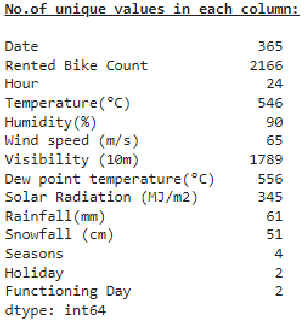 No.of unique values in each column:
Date 365
Rented Bike Count 2166
Hour 24
Temperature(°C) 546
Humidity(%) 90
Wind speed (m/s) 65
Visibility (10m) 1789
Dew point temperature(°C) 556
Solar Radiation (MJ/m2) 345
Rainfall(mm) 61
Snowfall (cm) 51
Seasons 4
Holiday 2
Functioning Day 2
dtype: int64